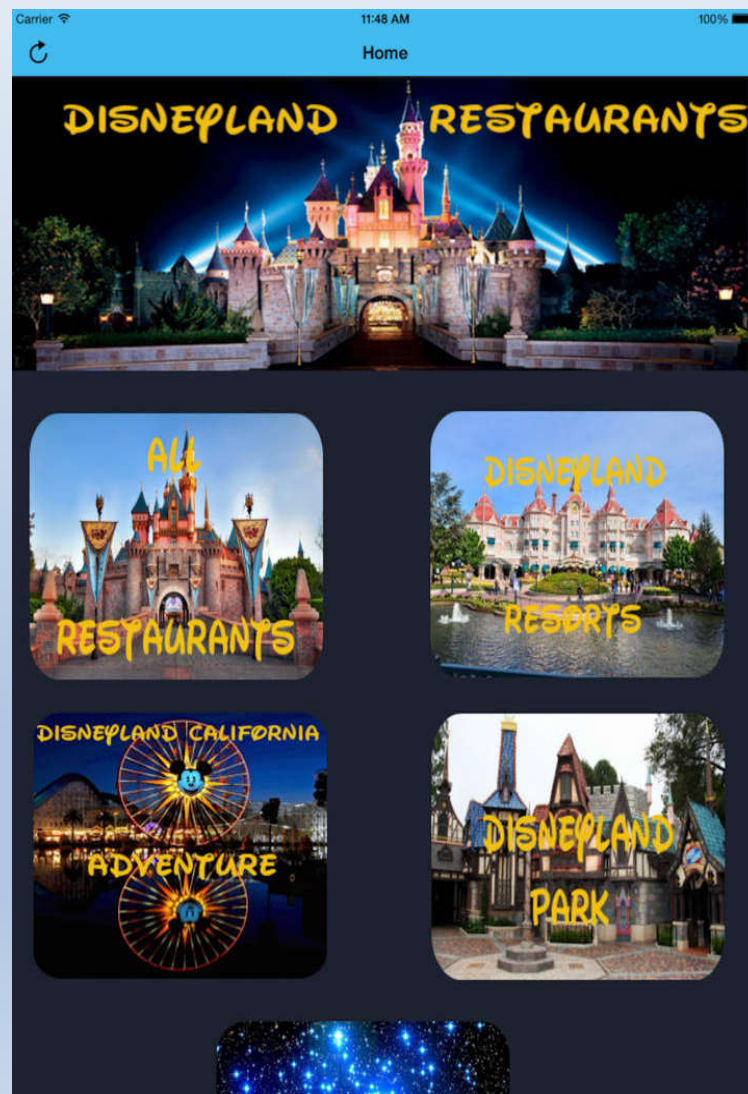 Carrier 11:48 AM 100%
Home
DISNEYLAND RESTAURANTS
ALL
RESTAURANTS
DISNEYLAND
RESORTS
DISNEYLAND CALIFORNIA
ADVENTURE
DISNEYLAND
PARK